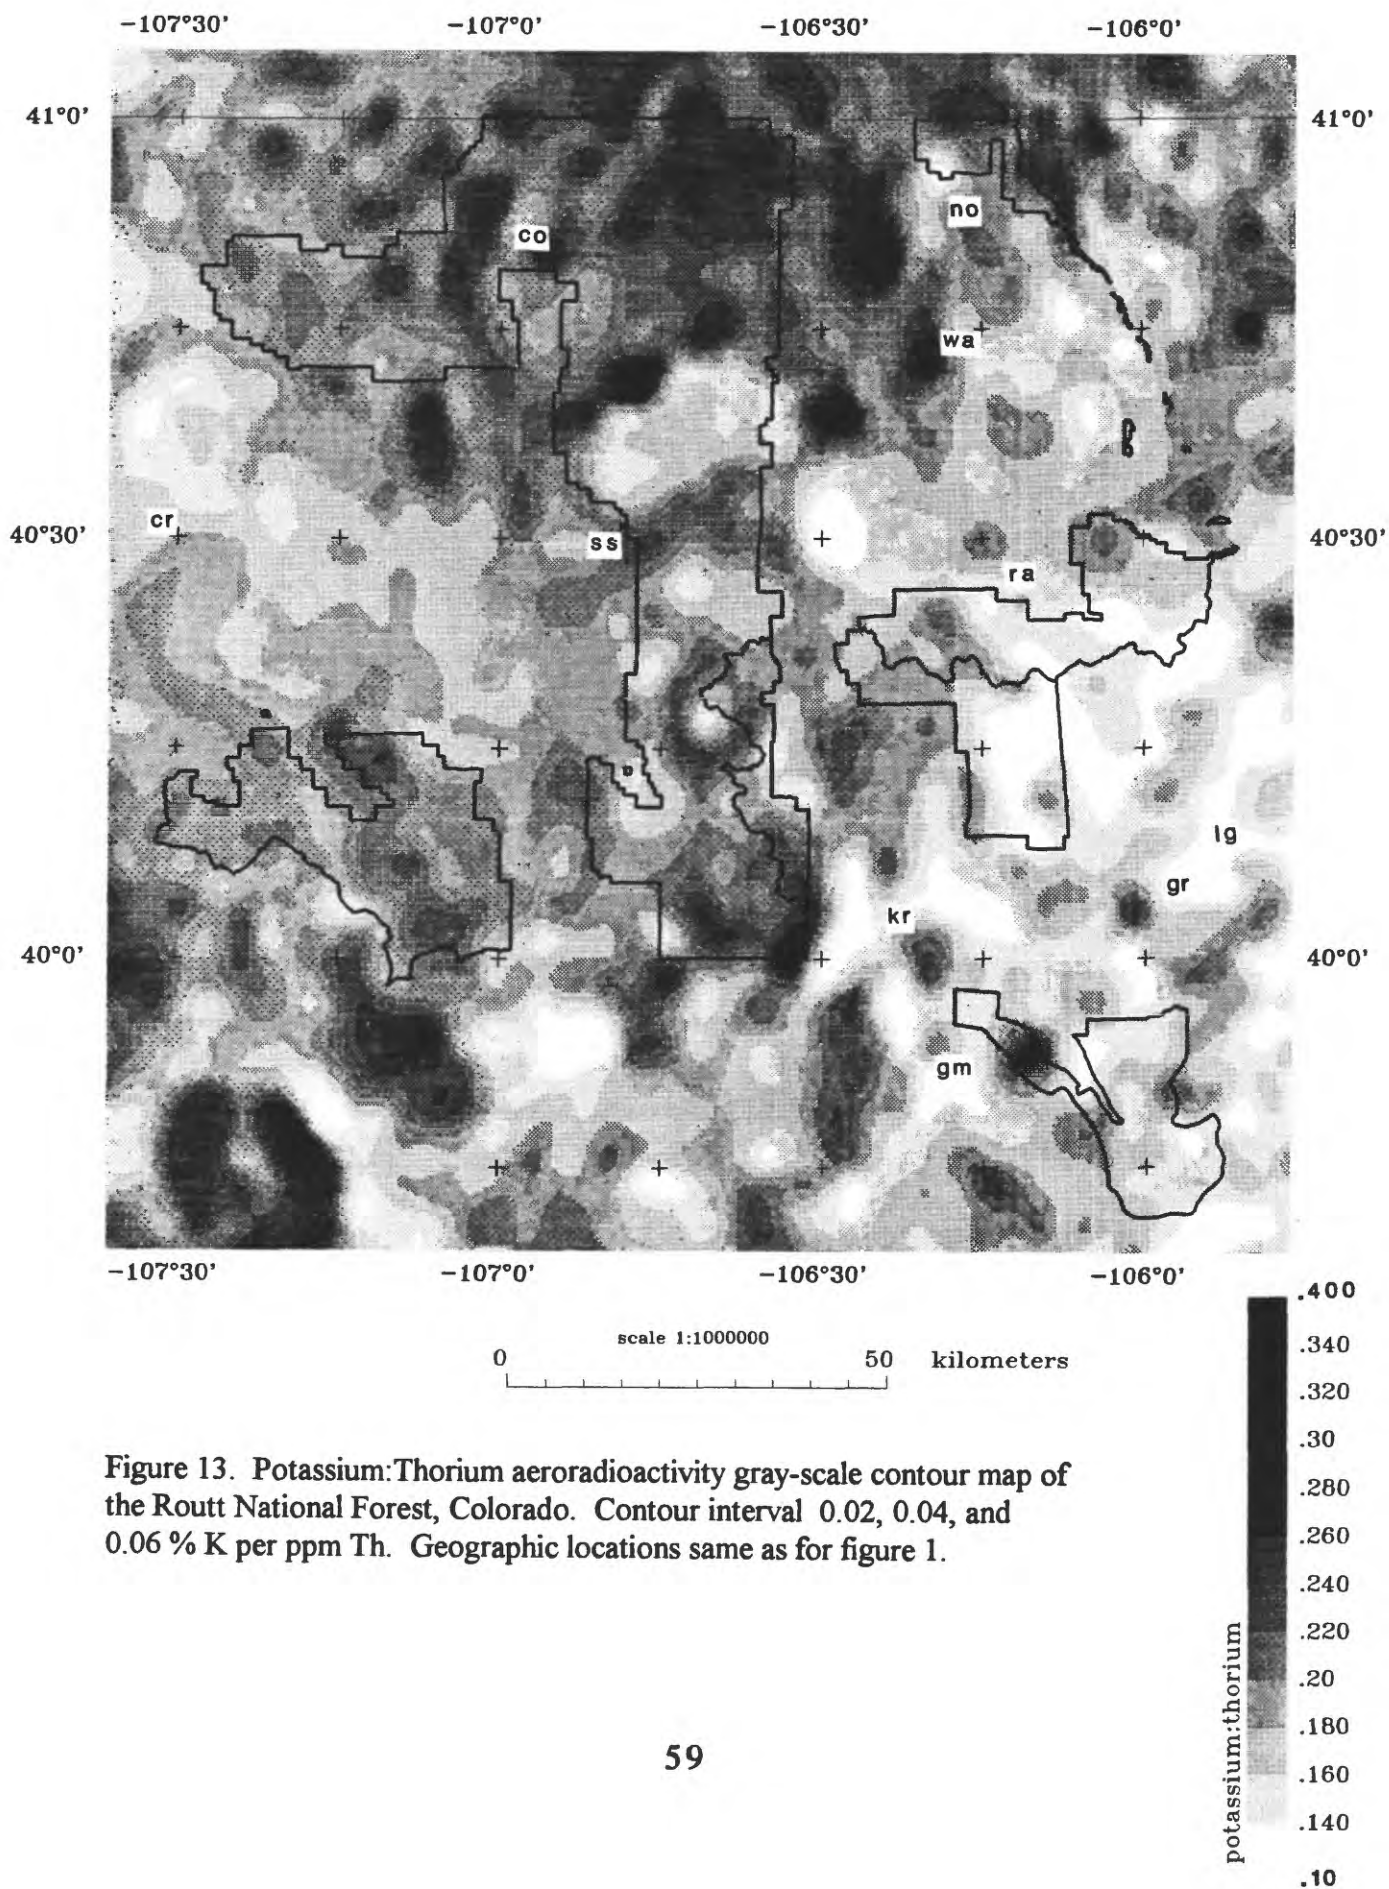 -107°30' -107°0' -106°30' -106°0'
41°0' 41°0'
no
co
wa
cr
40°30' 40°30'
ss
ra
lg
gr
kr
40°0' 40°0'
gm
-107°30' -107°0' -106°30' -106°0'
scale 1:1000000
0 50 kilometers
.400
.340
.320
.30
.280
.260
.240
.220
.20
.180
.160
.140
.10
potassium:thorium
Figure 13. Potassium:Thorium aeroradioactivity gray-scale contour map of
the Routt National Forest, Colorado. Contour interval 0.02, 0.04, and
0.06 % K per ppm Th. Geographic locations same as for figure 1.
59